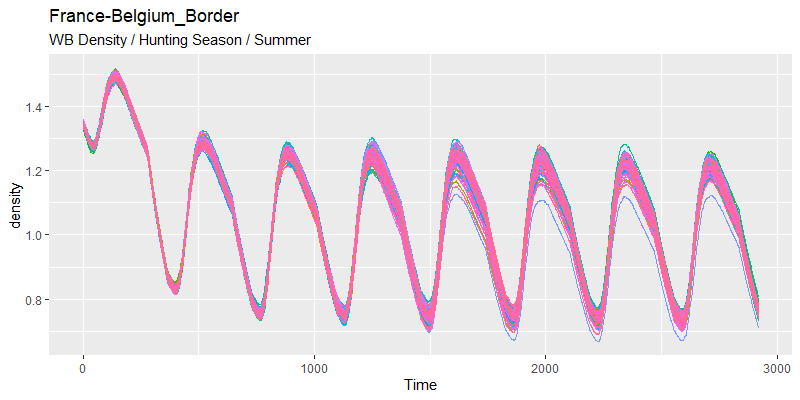 France-Belgium_Border
WB Density / Hunting Season / Summer
density
1.4
1.2
1.0
0.8
0
1000
2000
3000
Time